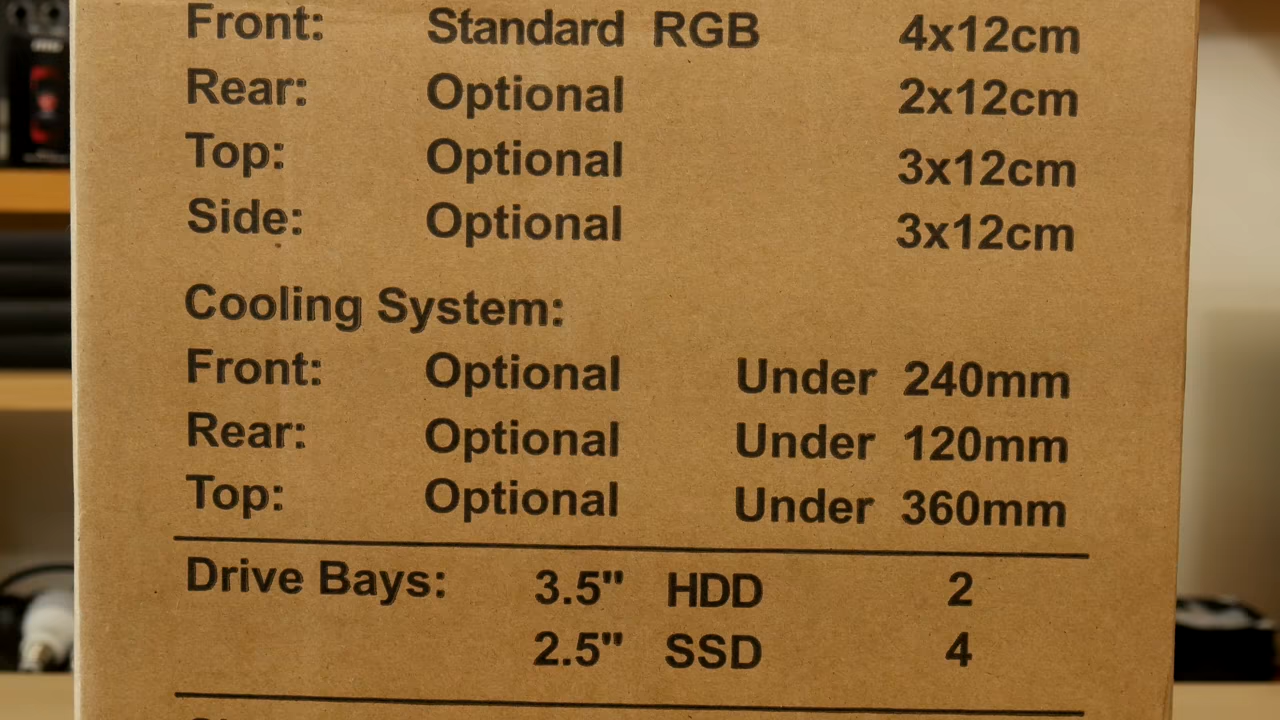 Front: Standard RGB 4x12cm
Rear: Optional 2x12cm
Top: Optional 3x12cm
Side: Optional 3x12cm
Cooling System:
Front: Optional Under 240mm
Rear: Optional Under 120mm
Top: Optional Under 360mm
Drive Bays: 3.5" HDD 2
2.5" SSD 4